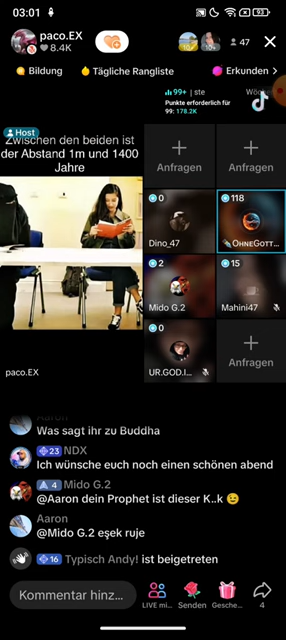 03:01
93
paco.EX
8.4K
10+
47
Bildung
Tägliche Rangliste
Erkunden >
99+ | ste
Punkte erforderlich für
99: 178.2K
Host
Zwischen den beiden ist
der Abstand 1m und 1400
Jahre
paco.EX
Anfragen
Anfragen
0
Dino_47
118
OHNEGOTT...
2
Mido G.2
15
Mahini47
0
UR.GOD.I...
Anfragen
Aaron
Was sagt ihr zu Buddha
23 NDX
Ich wünsche euch noch einen schönen abend
4 Mido G.2
@Aaron dein Prophet ist dieser K..k 😉
Aaron
@Mido G.2 eşek ruje
16 Typisch Andy! ist beigetreten
Kommentar hinz...
LIVE mi...
Senden
Gesche...
4